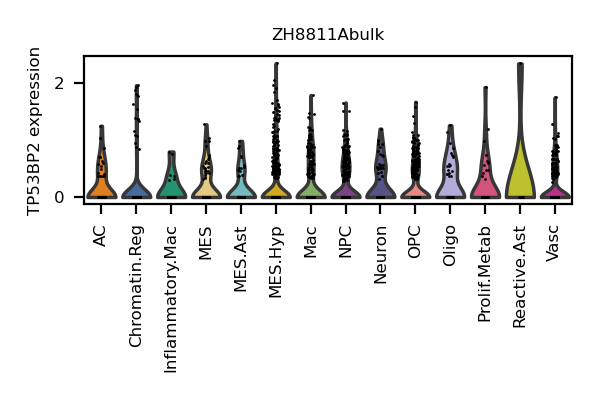 ZH8811Abulk
TP53BP2 expression
2
0
AC
Chromatin.Reg
Inflammatory.Mac
MES
MES.Ast
MES.Hyp
Mac
NPC
Neuron
OPC
Oligo
Prolif.Metab
Reactive.Ast
Vasc